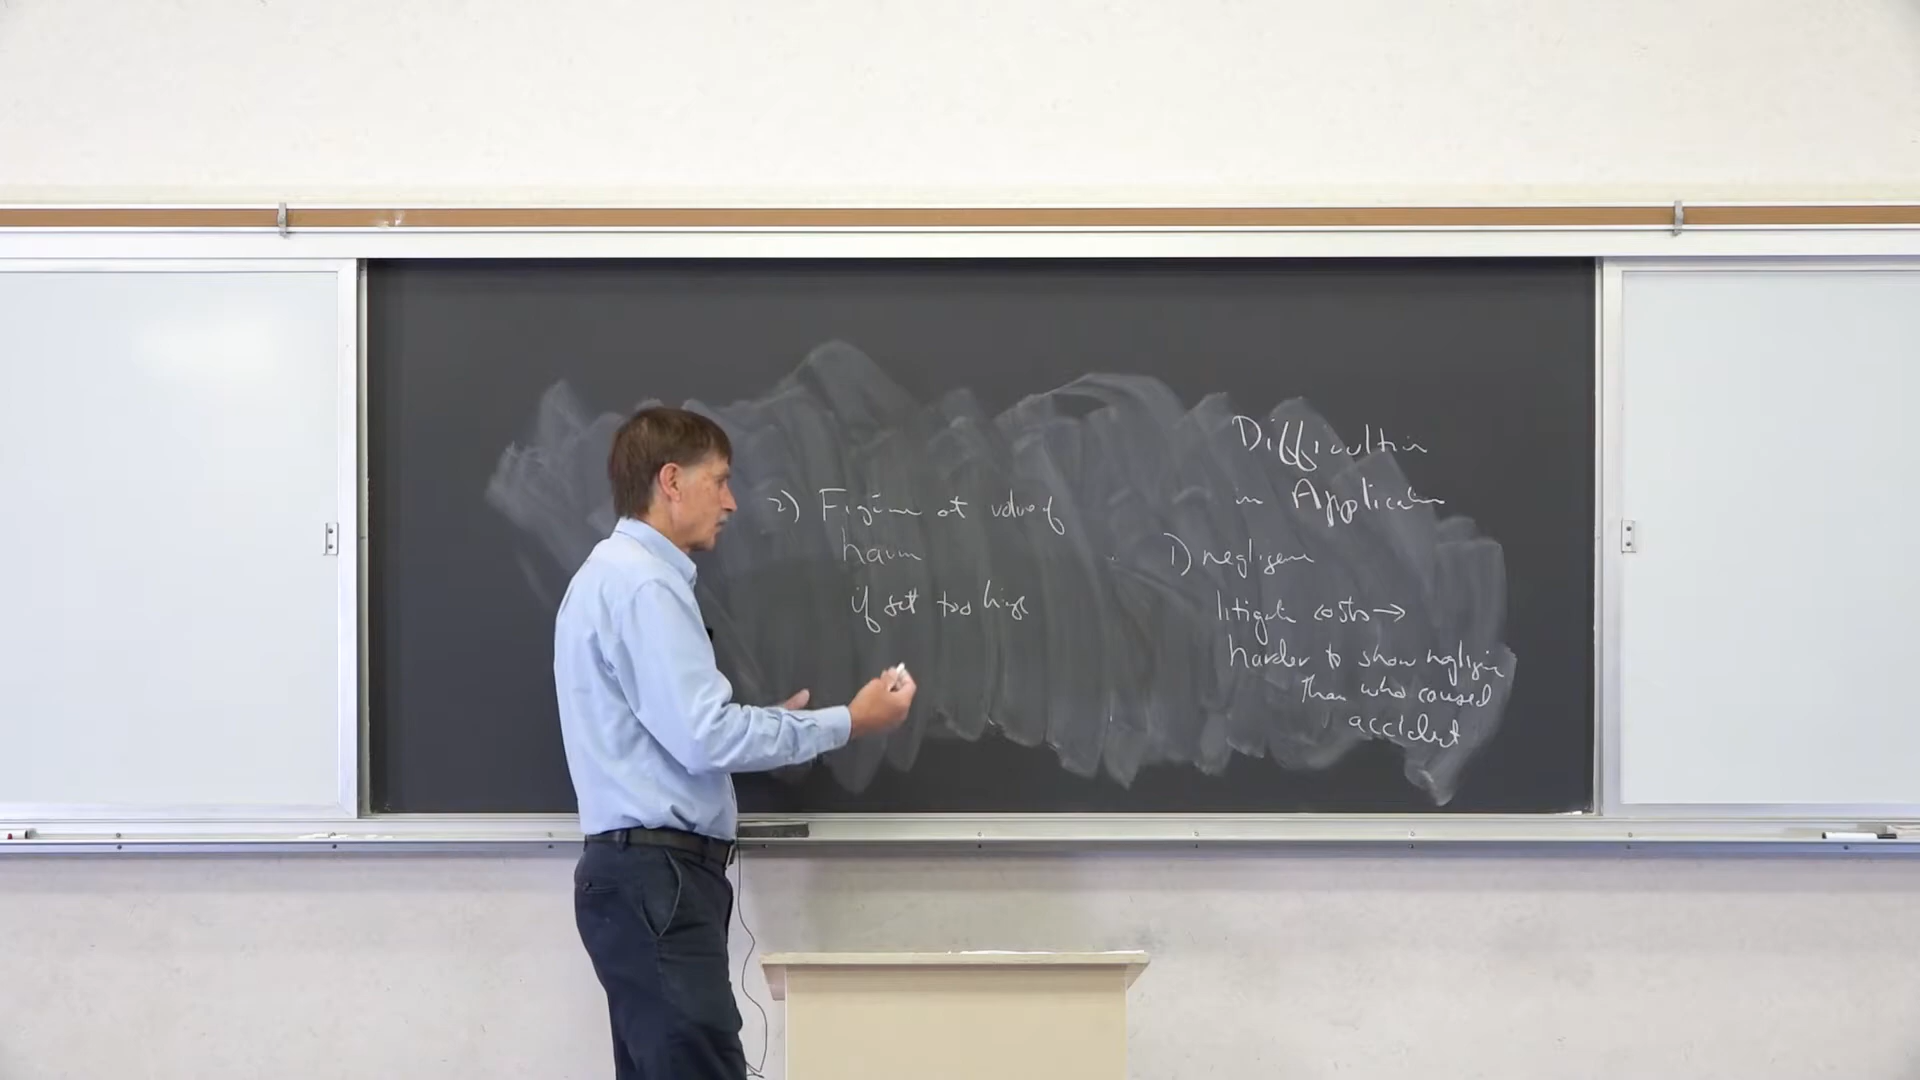 Difficulties
in Application
1) negligence
litigation costs →
harder to show negligence
than who caused
accident
2) Figuring out value of
harm
if set too high